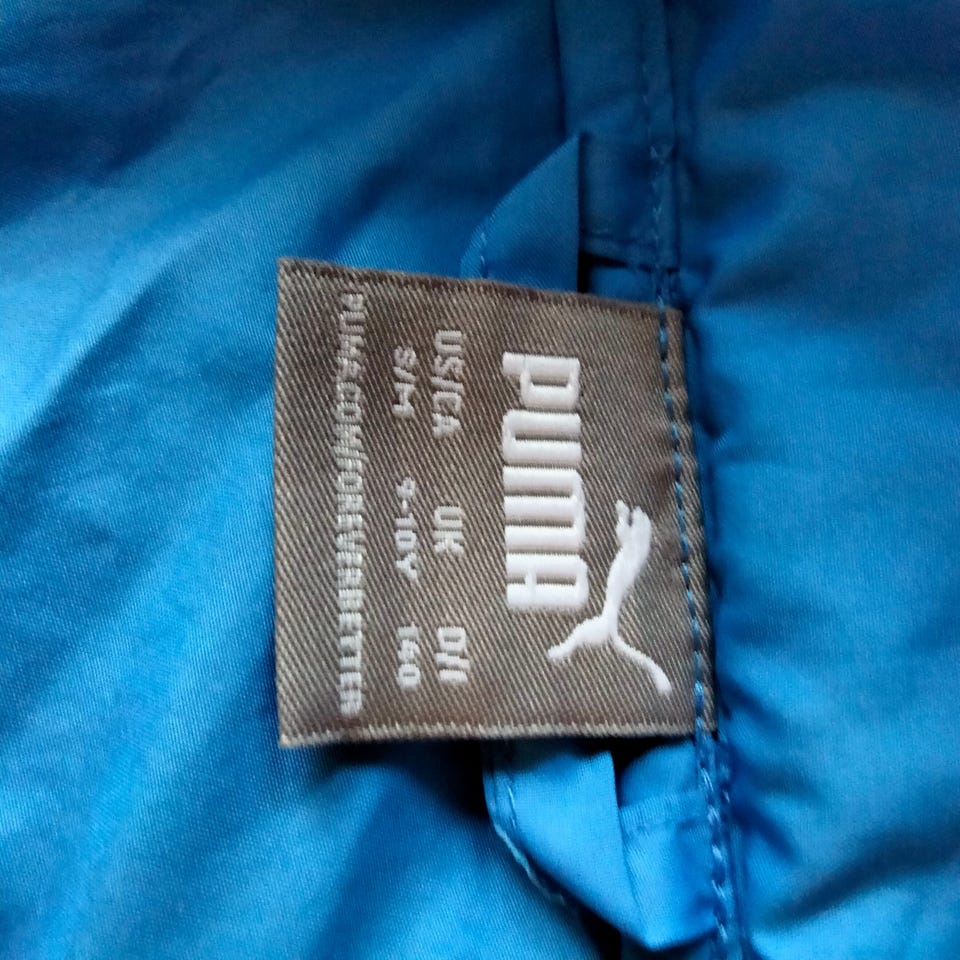 PUMA
US/CA UK D/I
S/M 9-10Y 140
PUMA.COM/FOREVERBETTER